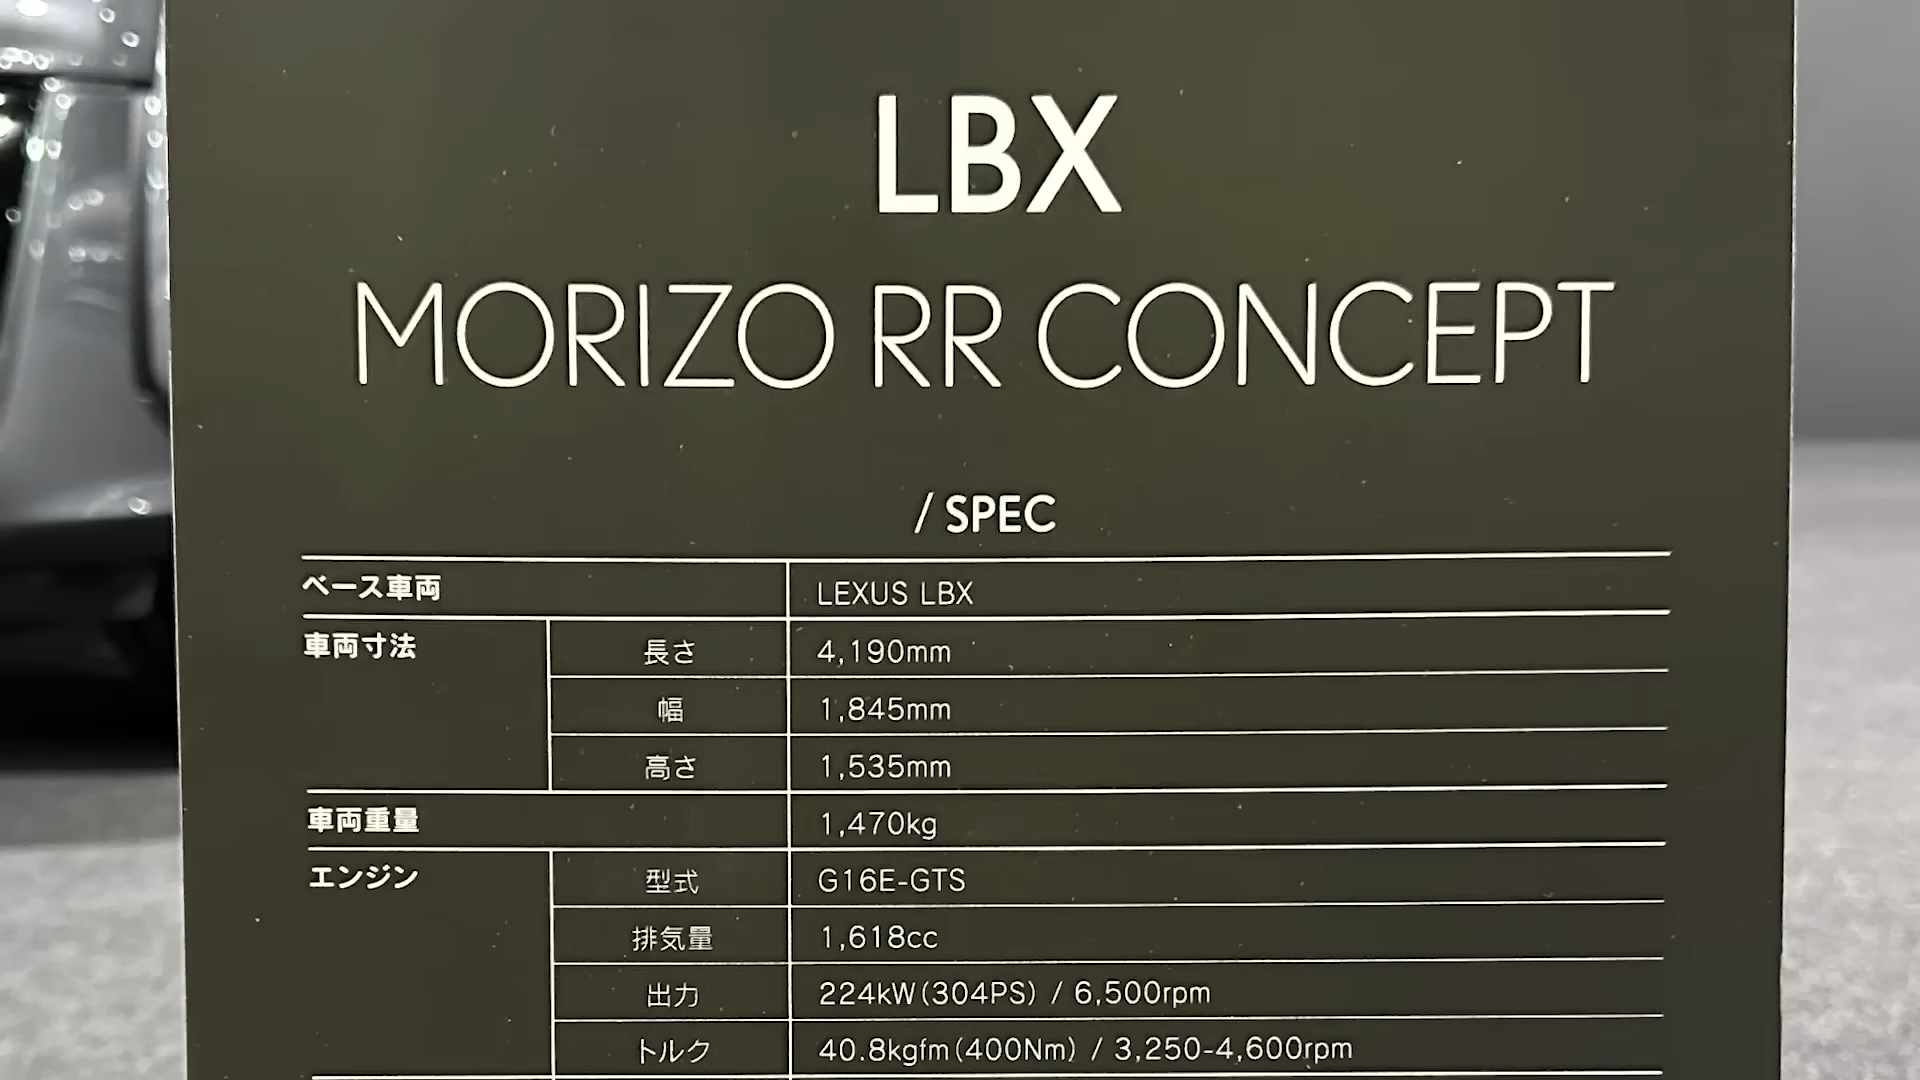 LBX
MORIZO RR CONCEPT
/ SPEC
ベース車両 LEXUS LBX
車両寸法 長さ 4,190mm
幅 1,845mm
高さ 1,535mm
車両重量 1,470kg
エンジン 型式 G16E-GTS
排気量 1,618cc
出力 224kW(304PS) / 6,500rpm
トルク 40.8kgfm(400Nm) / 3,250-4,600rpm